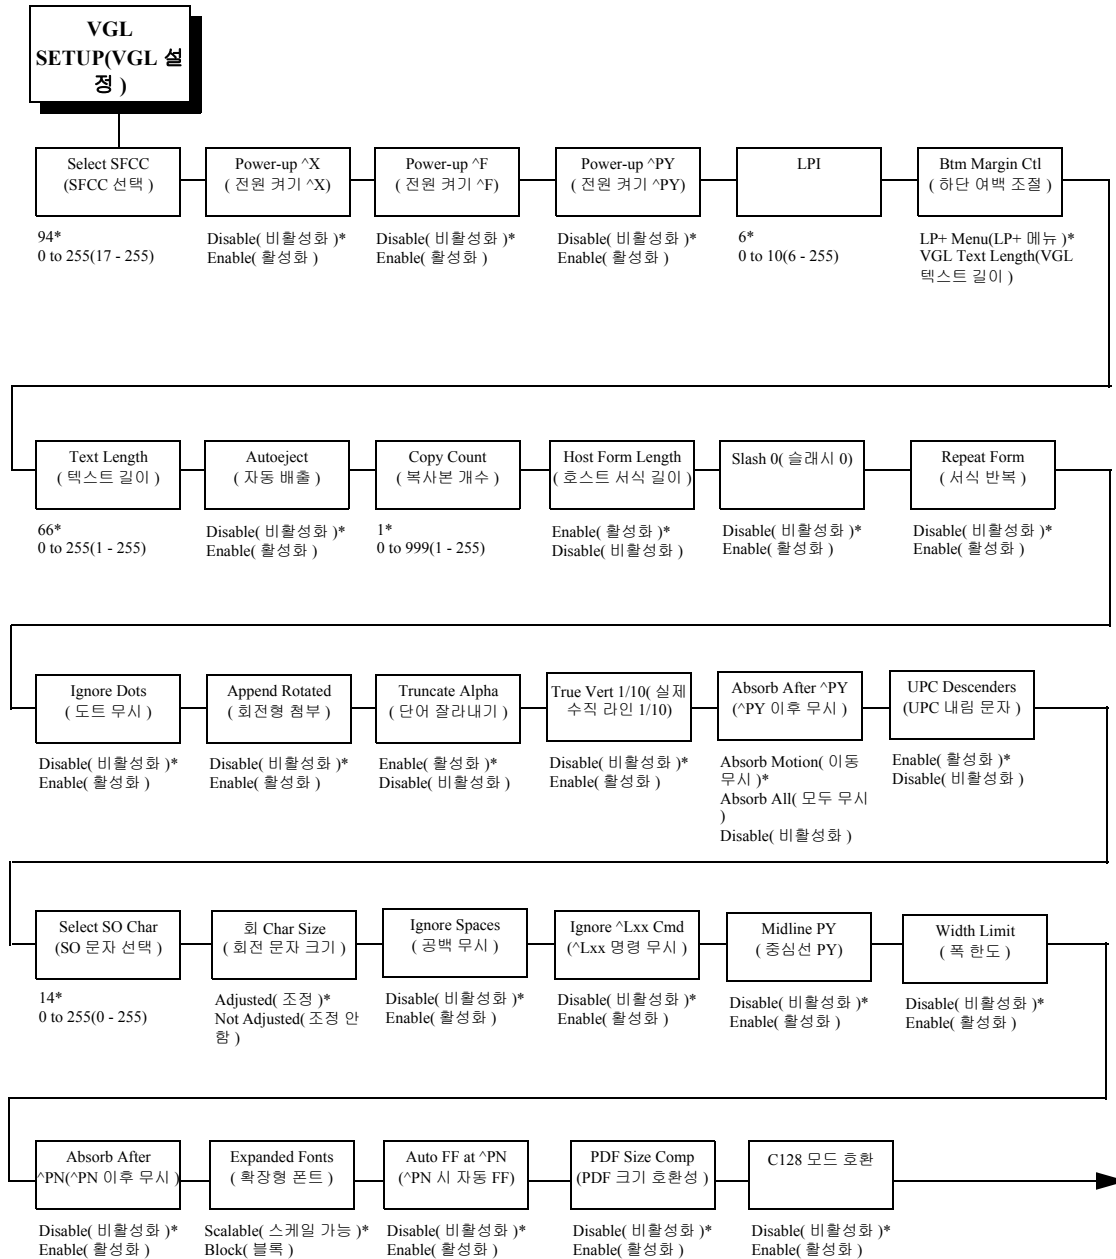 VGL
SETUP(VGL 설
정 )
Select SFCC
(SFCC 선택 )
94*
0 to 255(17 - 255)
Power-up ^X
( 전원 켜기 ^X)
Disable( 비활성화 )*
Enable( 활성화 )
Power-up ^F
( 전원 켜기 ^F)
Disable( 비활성화 )*
Enable( 활성화 )
Power-up ^PY
( 전원 켜기 ^PY)
Disable( 비활성화 )*
Enable( 활성화 )
LPI
6*
0 to 10(6 - 255)
Btm Margin Ctl
( 하단 여백 조절 )
LP+ Menu(LP+ 메뉴 )*
VGL Text Length(VGL
텍스트 길이 )
Text Length
( 텍스트 길이 )
66*
0 to 255(1 - 255)
Autoeject
( 자동 배출 )
Disable( 비활성화 )*
Enable( 활성화 )
Copy Count
( 복사본 개수 )
1*
0 to 999(1 - 255)
Host Form Length
( 호스트 서식 길이 )
Enable( 활성화 )*
Disable( 비활성화 )
Slash 0( 슬래시 0)
Disable( 비활성화 )*
Enable( 활성화 )
Repeat Form
( 서식 반복 )
Disable( 비활성화 )*
Enable( 활성화 )
Ignore Dots
( 도트 무시 )
Disable( 비활성화 )*
Enable( 활성화 )
Append Rotated
( 회전형 첨부 )
Disable( 비활성화 )*
Enable( 활성화 )
Truncate Alpha
( 단어 잘라내기 )
Enable( 활성화 )*
Disable( 비활성화 )
True Vert 1/10( 실제
수직 라인 1/10)
Disable( 비활성화 )*
Enable( 활성화 )
Absorb After ^PY
(^PY 이후 무시 )
Absorb Motion( 이동
무시 )*
Absorb All( 모두 무시
)
Disable( 비활성화 )
UPC Descenders
(UPC 내림 문자 )
Enable( 활성화 )*
Disable( 비활성화 )
Select SO Char
(SO 문자 선택 )
14*
0 to 255(0 - 255)
회 Char Size
( 회전 문자 크기 )
Adjusted( 조정 )*
Not Adjusted( 조정 안
함 )
Ignore Spaces
( 공백 무시 )
Disable( 비활성화 )*
Enable( 활성화 )
Ignore ^Lxx Cmd
(^Lxx 명령 무시 )
Disable( 비활성화 )*
Enable( 활성화 )
Midline PY
( 중심선 PY)
Disable( 비활성화 )*
Enable( 활성화 )
Width Limit
( 폭 한도 )
Disable( 비활성화 )*
Enable( 활성화 )
Absorb After
^PN(^PN 이후 무시 )
Disable( 비활성화 )*
Enable( 활성화 )
Expanded Fonts
( 확장형 폰트 )
Scalable( 스케일 가능 )*
Block( 블록 )
Auto FF at ^PN
(^PN 시 자동 FF)
Disable( 비활성화 )*
Enable( 활성화 )
PDF Size Comp
(PDF 크기 호환성 )
Disable( 비활성화 )*
Enable( 활성화 )
C128 모드 호환
Disable( 비활성화 )*
Enable( 활성화 )